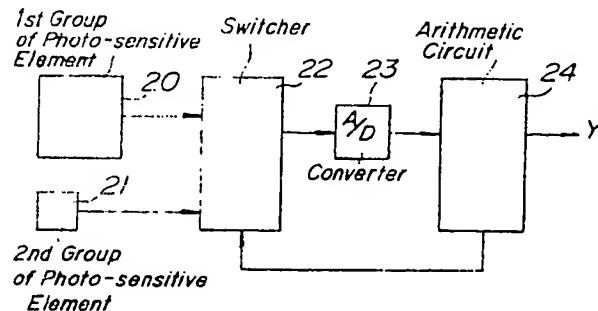 1st Group
of Photo-sensitive
Element
20
Switcher
22
23
A/D
Converter
Arithmetic
Circuit
24
Y
21
2nd Group
of Photo-sensitive
Element